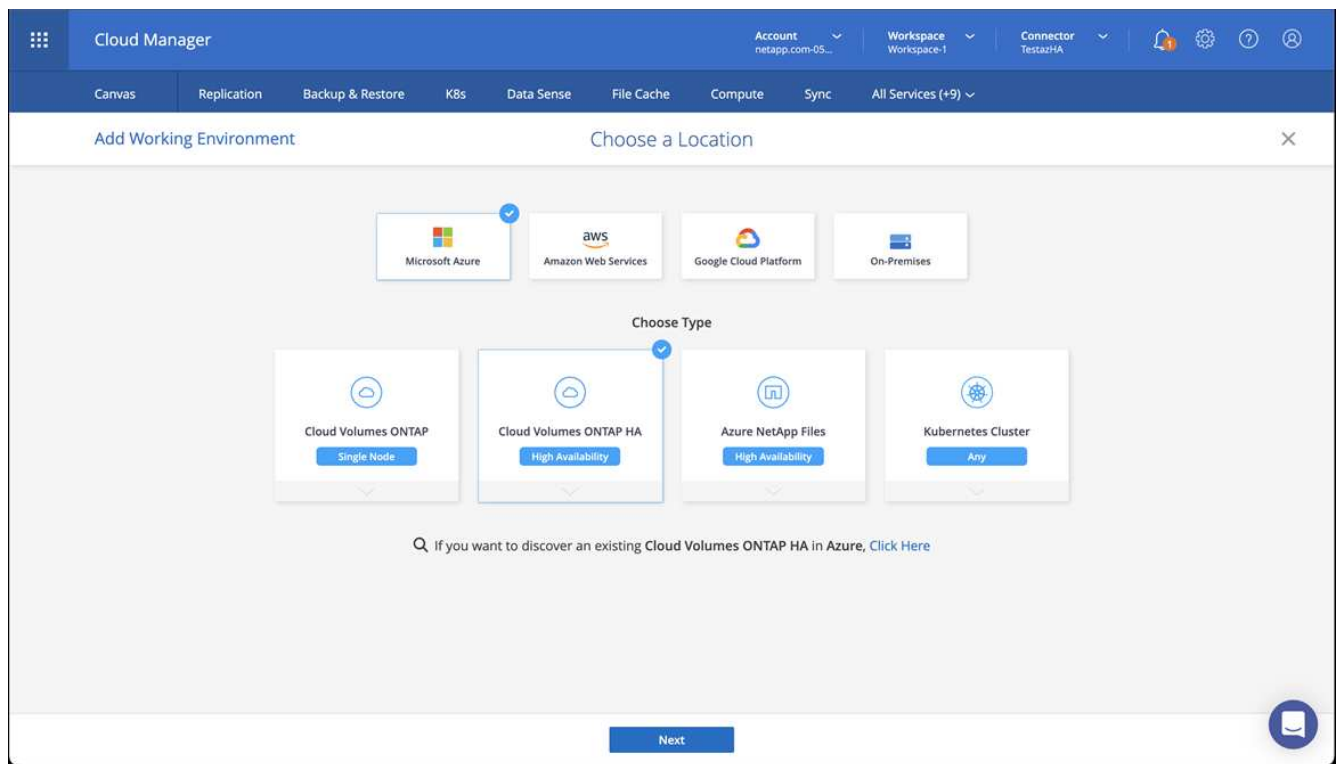 Cloud Manager
Account
netapp.com-05...
Workspace
Workspace-1
Connector
TestazHA
1
Canvas Replication Backup & Restore K8s Data Sense File Cache Compute Sync All Services (+9)
Add Working Environment
Choose a Location
Microsoft Azure
aws
Amazon Web Services
Google Cloud Platform
On-Premises
Choose Type
Cloud Volumes ONTAP
Single Node
Cloud Volumes ONTAP HA
High Availability
Azure NetApp Files
High Availability
Kubernetes Cluster
Any
If you want to discover an existing Cloud Volumes ONTAP HA in Azure, Click Here
Next